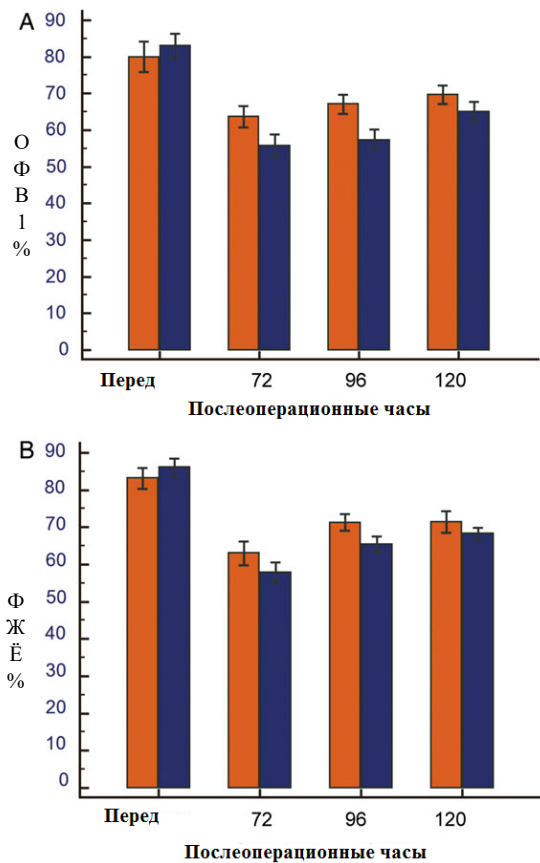 A
90
80
70
60
50
40
30
20
10
0
О
Ф
В
1
%
Перед 72 96 120
Послеоперационные часы
B
90
80
70
60
50
40
30
20
10
0
Ф
Ж
Ё
%
Перед 72 96 120
Послеоперационные часы